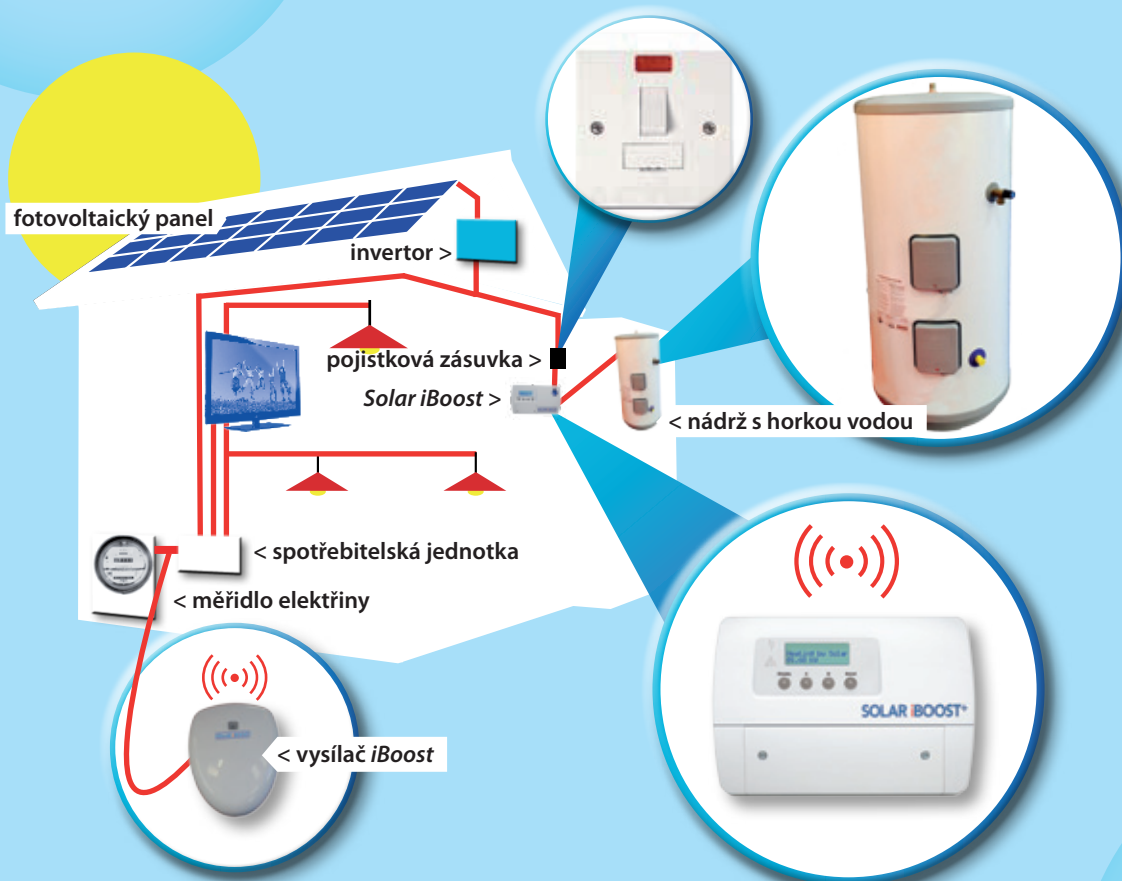 fotovoltaický panel
invertor >
pojistková zásuvka >
Solar iBoost >
< nádrž s horkou vodou
< spotřebitelská jednotka
< měřidlo elektřiny
< vysílač iBoost
SOLAR iBOOST+